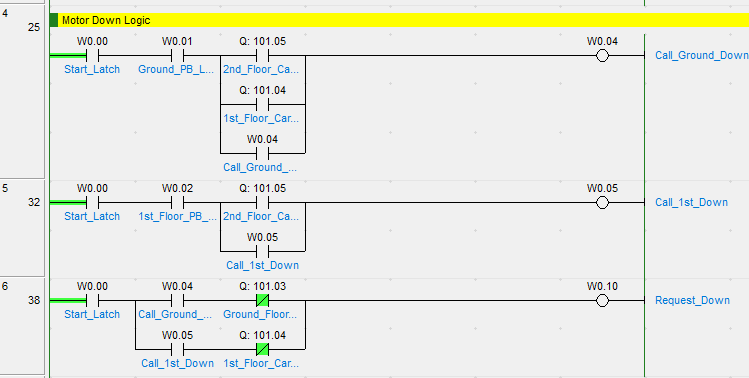 4
25
Motor Down Logic
W0.00 W0.01 Q: 101.05 W0.04
Start_Latch Ground_PB_L... 2nd_Floor_Ca... Call_Ground_Down
Q: 101.04
1st_Floor_Car...
W0.04
Call_Ground_...
5
32
W0.00 W0.02 Q: 101.05 W0.05
Start_Latch 1st_Floor_PB_... 2nd_Floor_Ca... Call_1st_Down
W0.05
Call_1st_Down
6
38
W0.00 W0.04 Q: 101.03 W0.10
Start_Latch Call_Ground_... Ground_Floor... Request_Down
W0.05 Q: 101.04
Call_1st_Down 1st_Floor_Car...